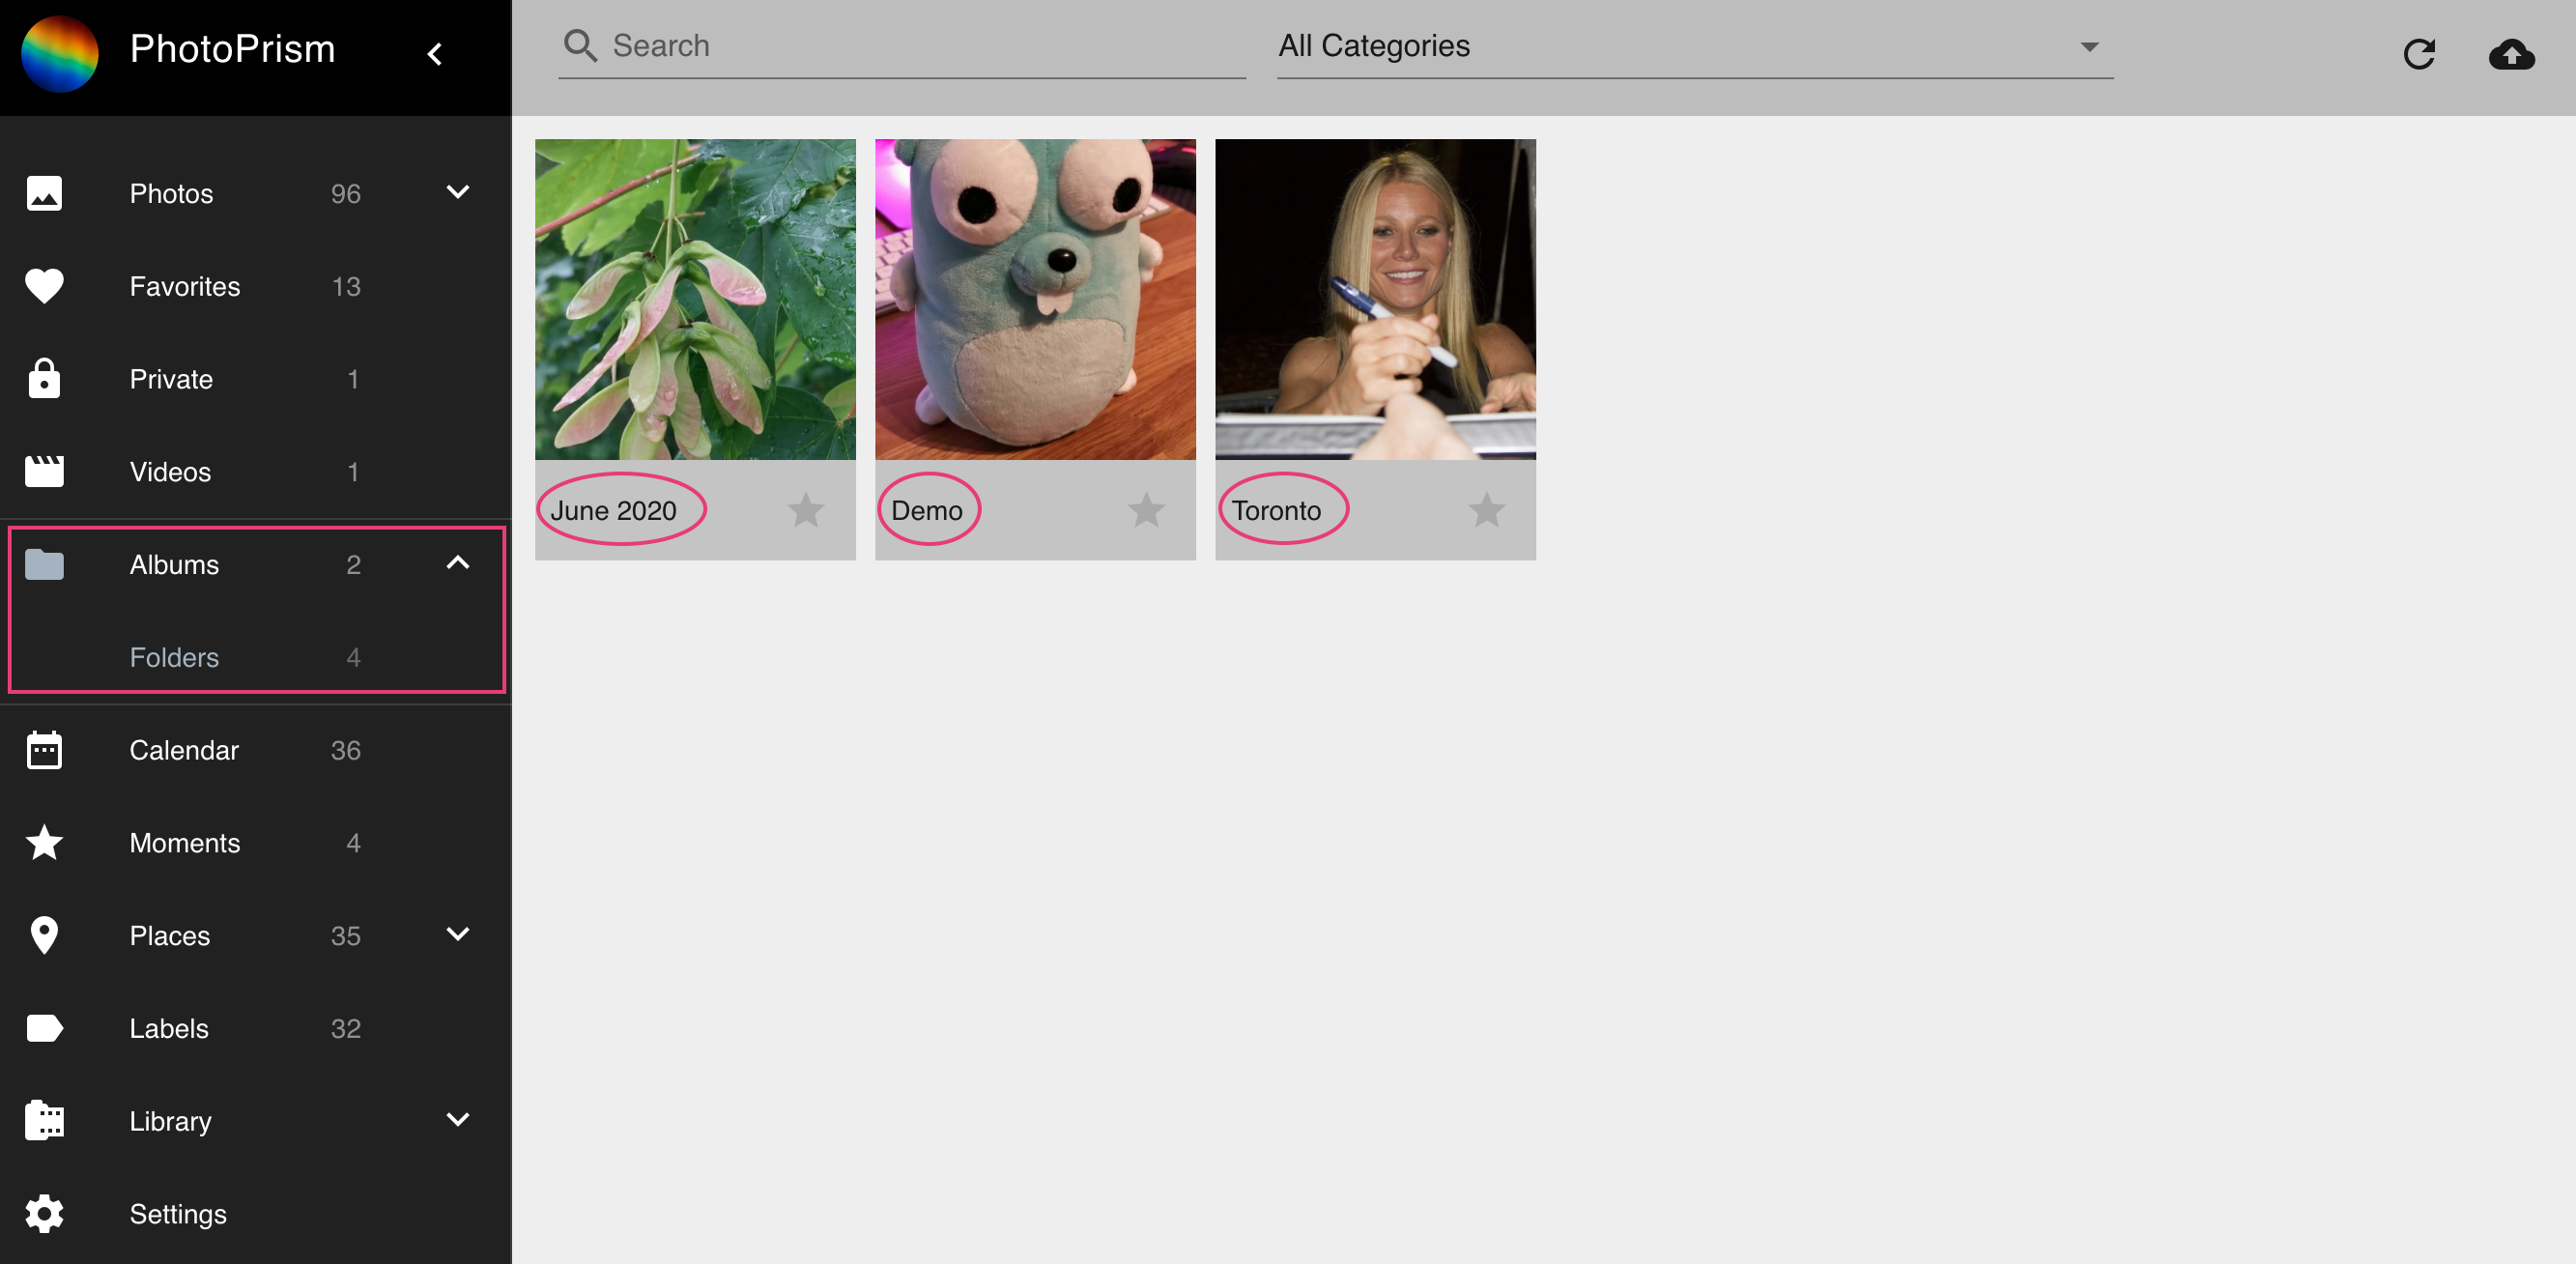 PhotoPrism
Search
All Categories
Photos 96
Favorites 13
Private 1
Videos 1
Albums 2
Folders 4
Calendar 36
Moments 4
Places 35
Labels 32
Library
Settings
June 2020
Demo
Toronto